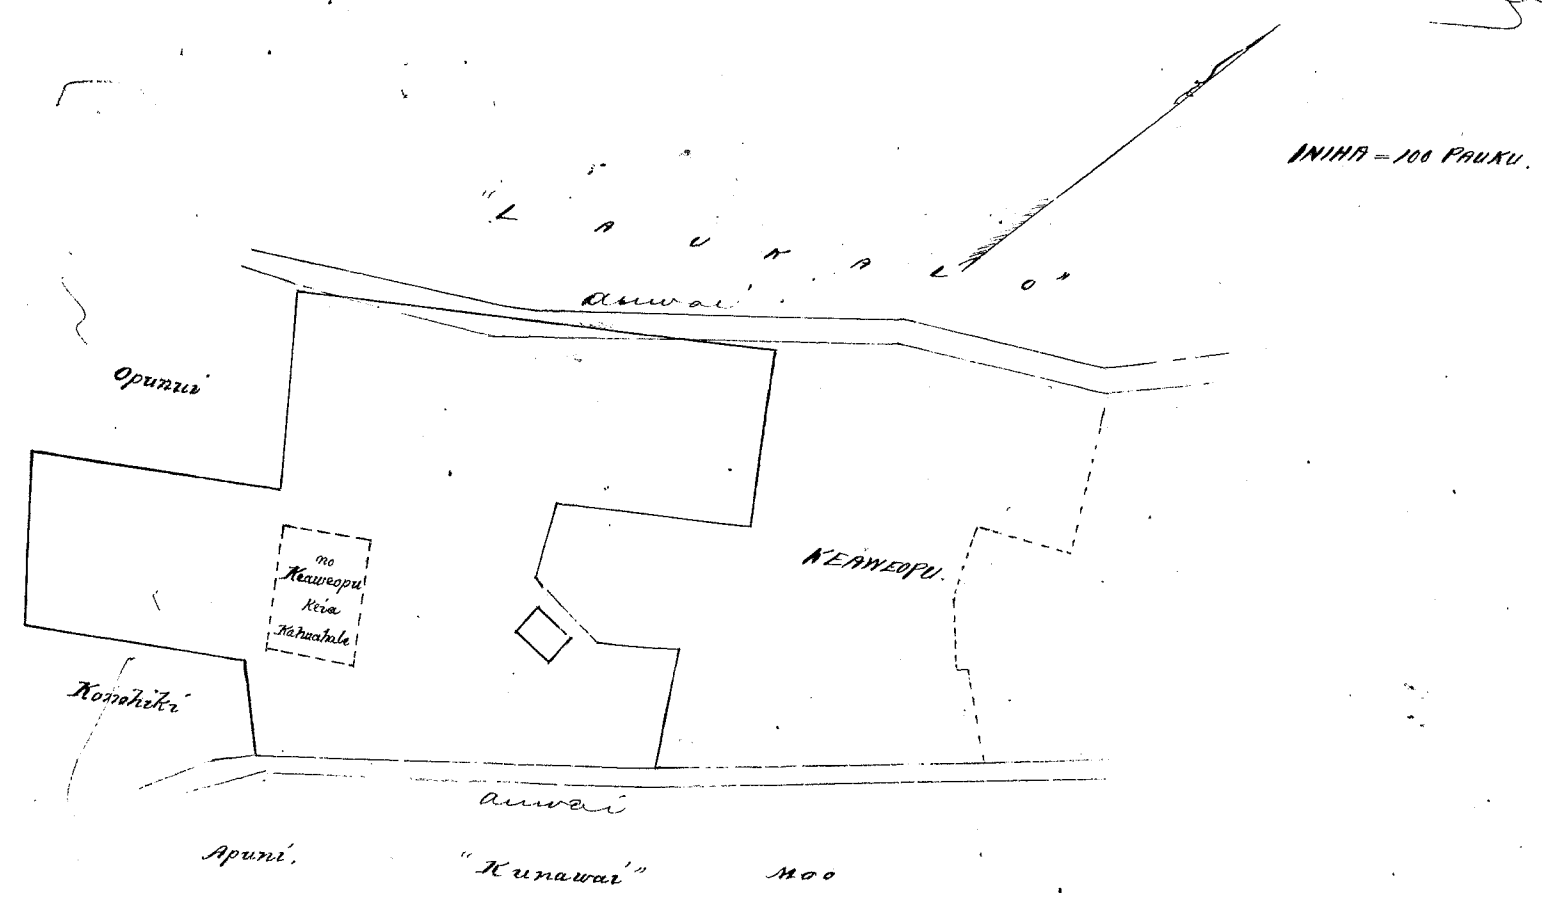 INIHA = 100 PAUKU.
"LAUKALO"
auwai
Opunui
KEAWEOPU.
no
Keaweopu
Keia
Kahuahale
Konohiki
auwai
Apuni.
"Kunawai"
MOO